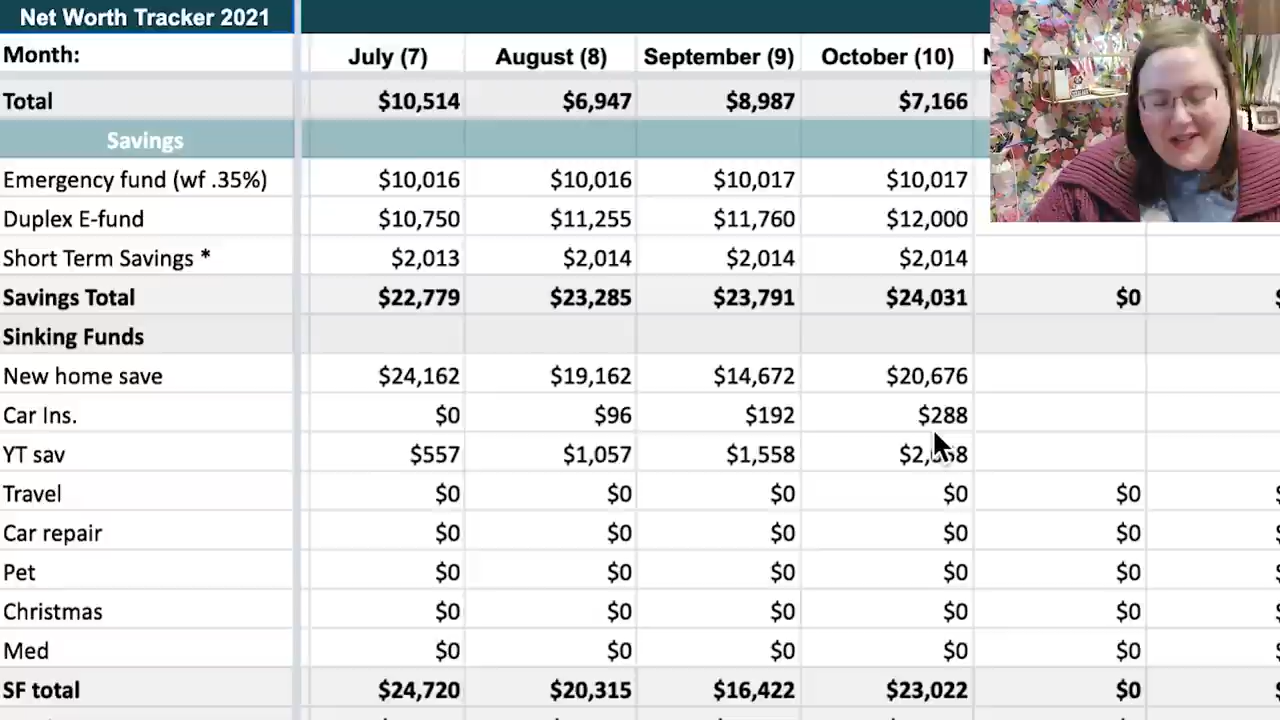 Net Worth Tracker 2021
Month: July (7) August (8) September (9) October (10)
Total $10,514 $6,947 $8,987 $7,166
Savings
Emergency fund (wf .35%) $10,016 $10,016 $10,017 $10,017
Duplex E-fund $10,750 $11,255 $11,760 $12,000
Short Term Savings * $2,013 $2,014 $2,014 $2,014
Savings Total $22,779 $23,285 $23,791 $24,031 $0
Sinking Funds
New home save $24,162 $19,162 $14,672 $20,676
Car Ins. $0 $96 $192 $288
YT sav $557 $1,057 $1,558
Travel $0 $0 $0 $0 $0
Car repair $0 $0 $0 $0 $0
Pet $0 $0 $0 $0 $0
Christmas $0 $0 $0 $0 $0
Med $0 $0 $0 $0 $0
SF total $24,720 $20,315 $16,422 $23,022 $0